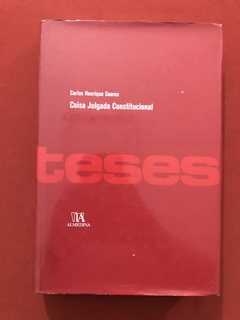 Carlos Henrique Soares
Coisa Julgada Constitucional
teses
ALMEDINA